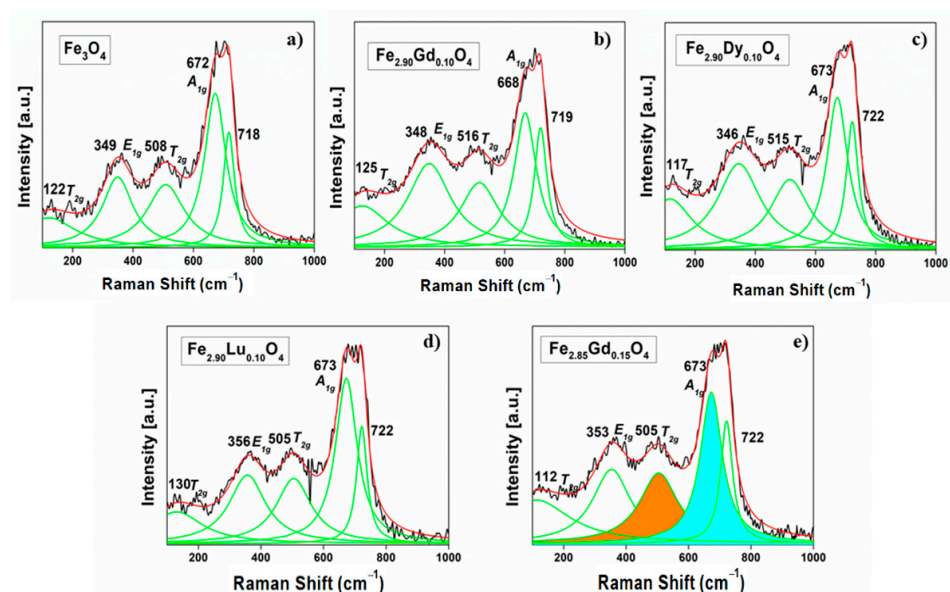 a)
Fe₃O₄
672
A₁g
349 E₁g 508 T₂g
718
122 T₂g
Intensity [a.u.]
200 400 600 800 1000
Raman Shift (cm⁻¹)
b)
Fe₂.₉₀Gd₀.₁₀O₄
A₁g
668
348 E₁g 516 T₂g
719
125 T₂g
Intensity [a.u.]
200 400 600 800 1000
Raman Shift (cm⁻¹)
c)
Fe₂.₉₀Dy₀.₁₀O₄
673
A₁g
346 E₁g 515 T₂g
722
117 T₂g
Intensity [a.u.]
200 400 600 800 1000
Raman Shift (cm⁻¹)
d)
Fe₂.₉₀Lu₀.₁₀O₄
673
A₁g
356 E₁g 505 T₂g
722
130 T₂g
Intensity [a.u.]
200 400 600 800 1000
Raman Shift (cm⁻¹)
e)
Fe₂.₈₅Gd₀.₁₅O₄
673
A₁g
353 E₁g 505 T₂g
722
112 T₂g
Intensity [a.u.]
200 400 600 800 1000
Raman Shift (cm⁻¹)